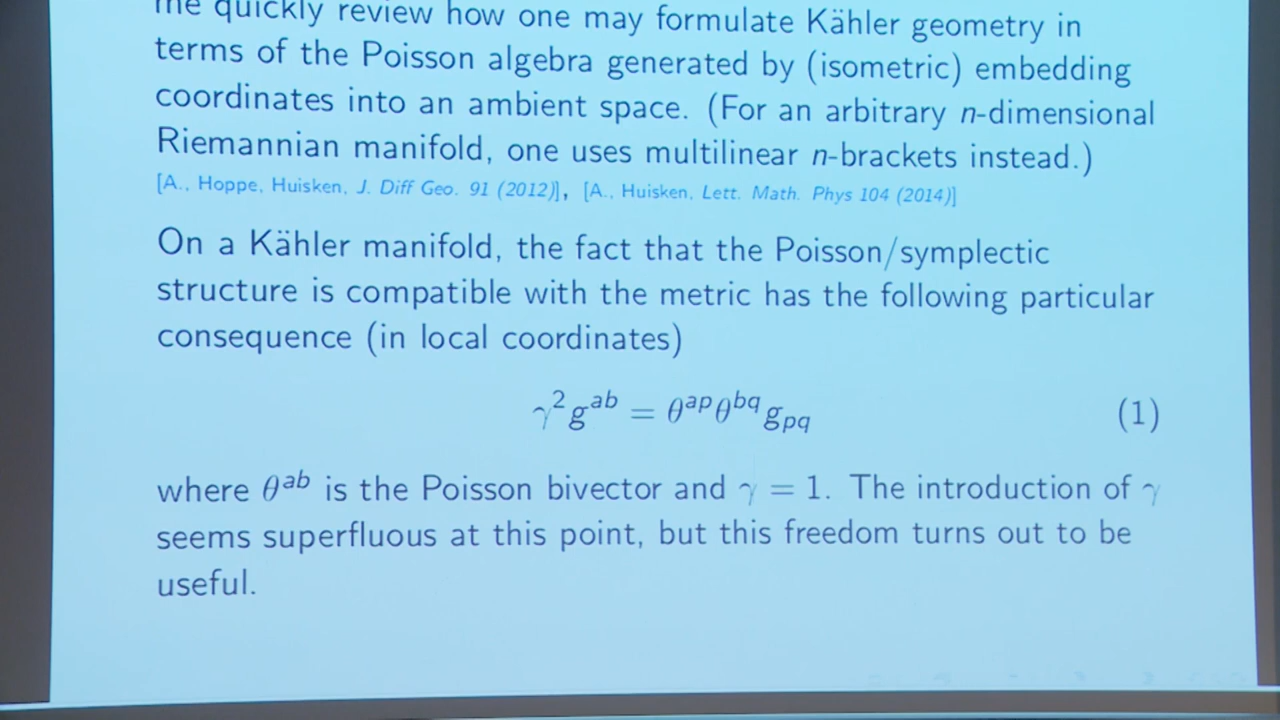 me quickly review how one may formulate Kähler geometry in
terms of the Poisson algebra generated by (isometric) embedding
coordinates into an ambient space. (For an arbitrary n-dimensional
Riemannian manifold, one uses multilinear n-brackets instead.)
[A., Hoppe, Huisken, J. Diff Geo. 91 (2012)], [A., Huisken, Lett. Math. Phys 104 (2014)]
On a Kähler manifold, the fact that the Poisson/symplectic
structure is compatible with the metric has the following particular
consequence (in local coordinates)
γ²g^{ab} = θ^{ap}θ^{bq}g_{pq} (1)
where θ^{ab} is the Poisson bivector and γ = 1. The introduction of γ
seems superfluous at this point, but this freedom turns out to be
useful.